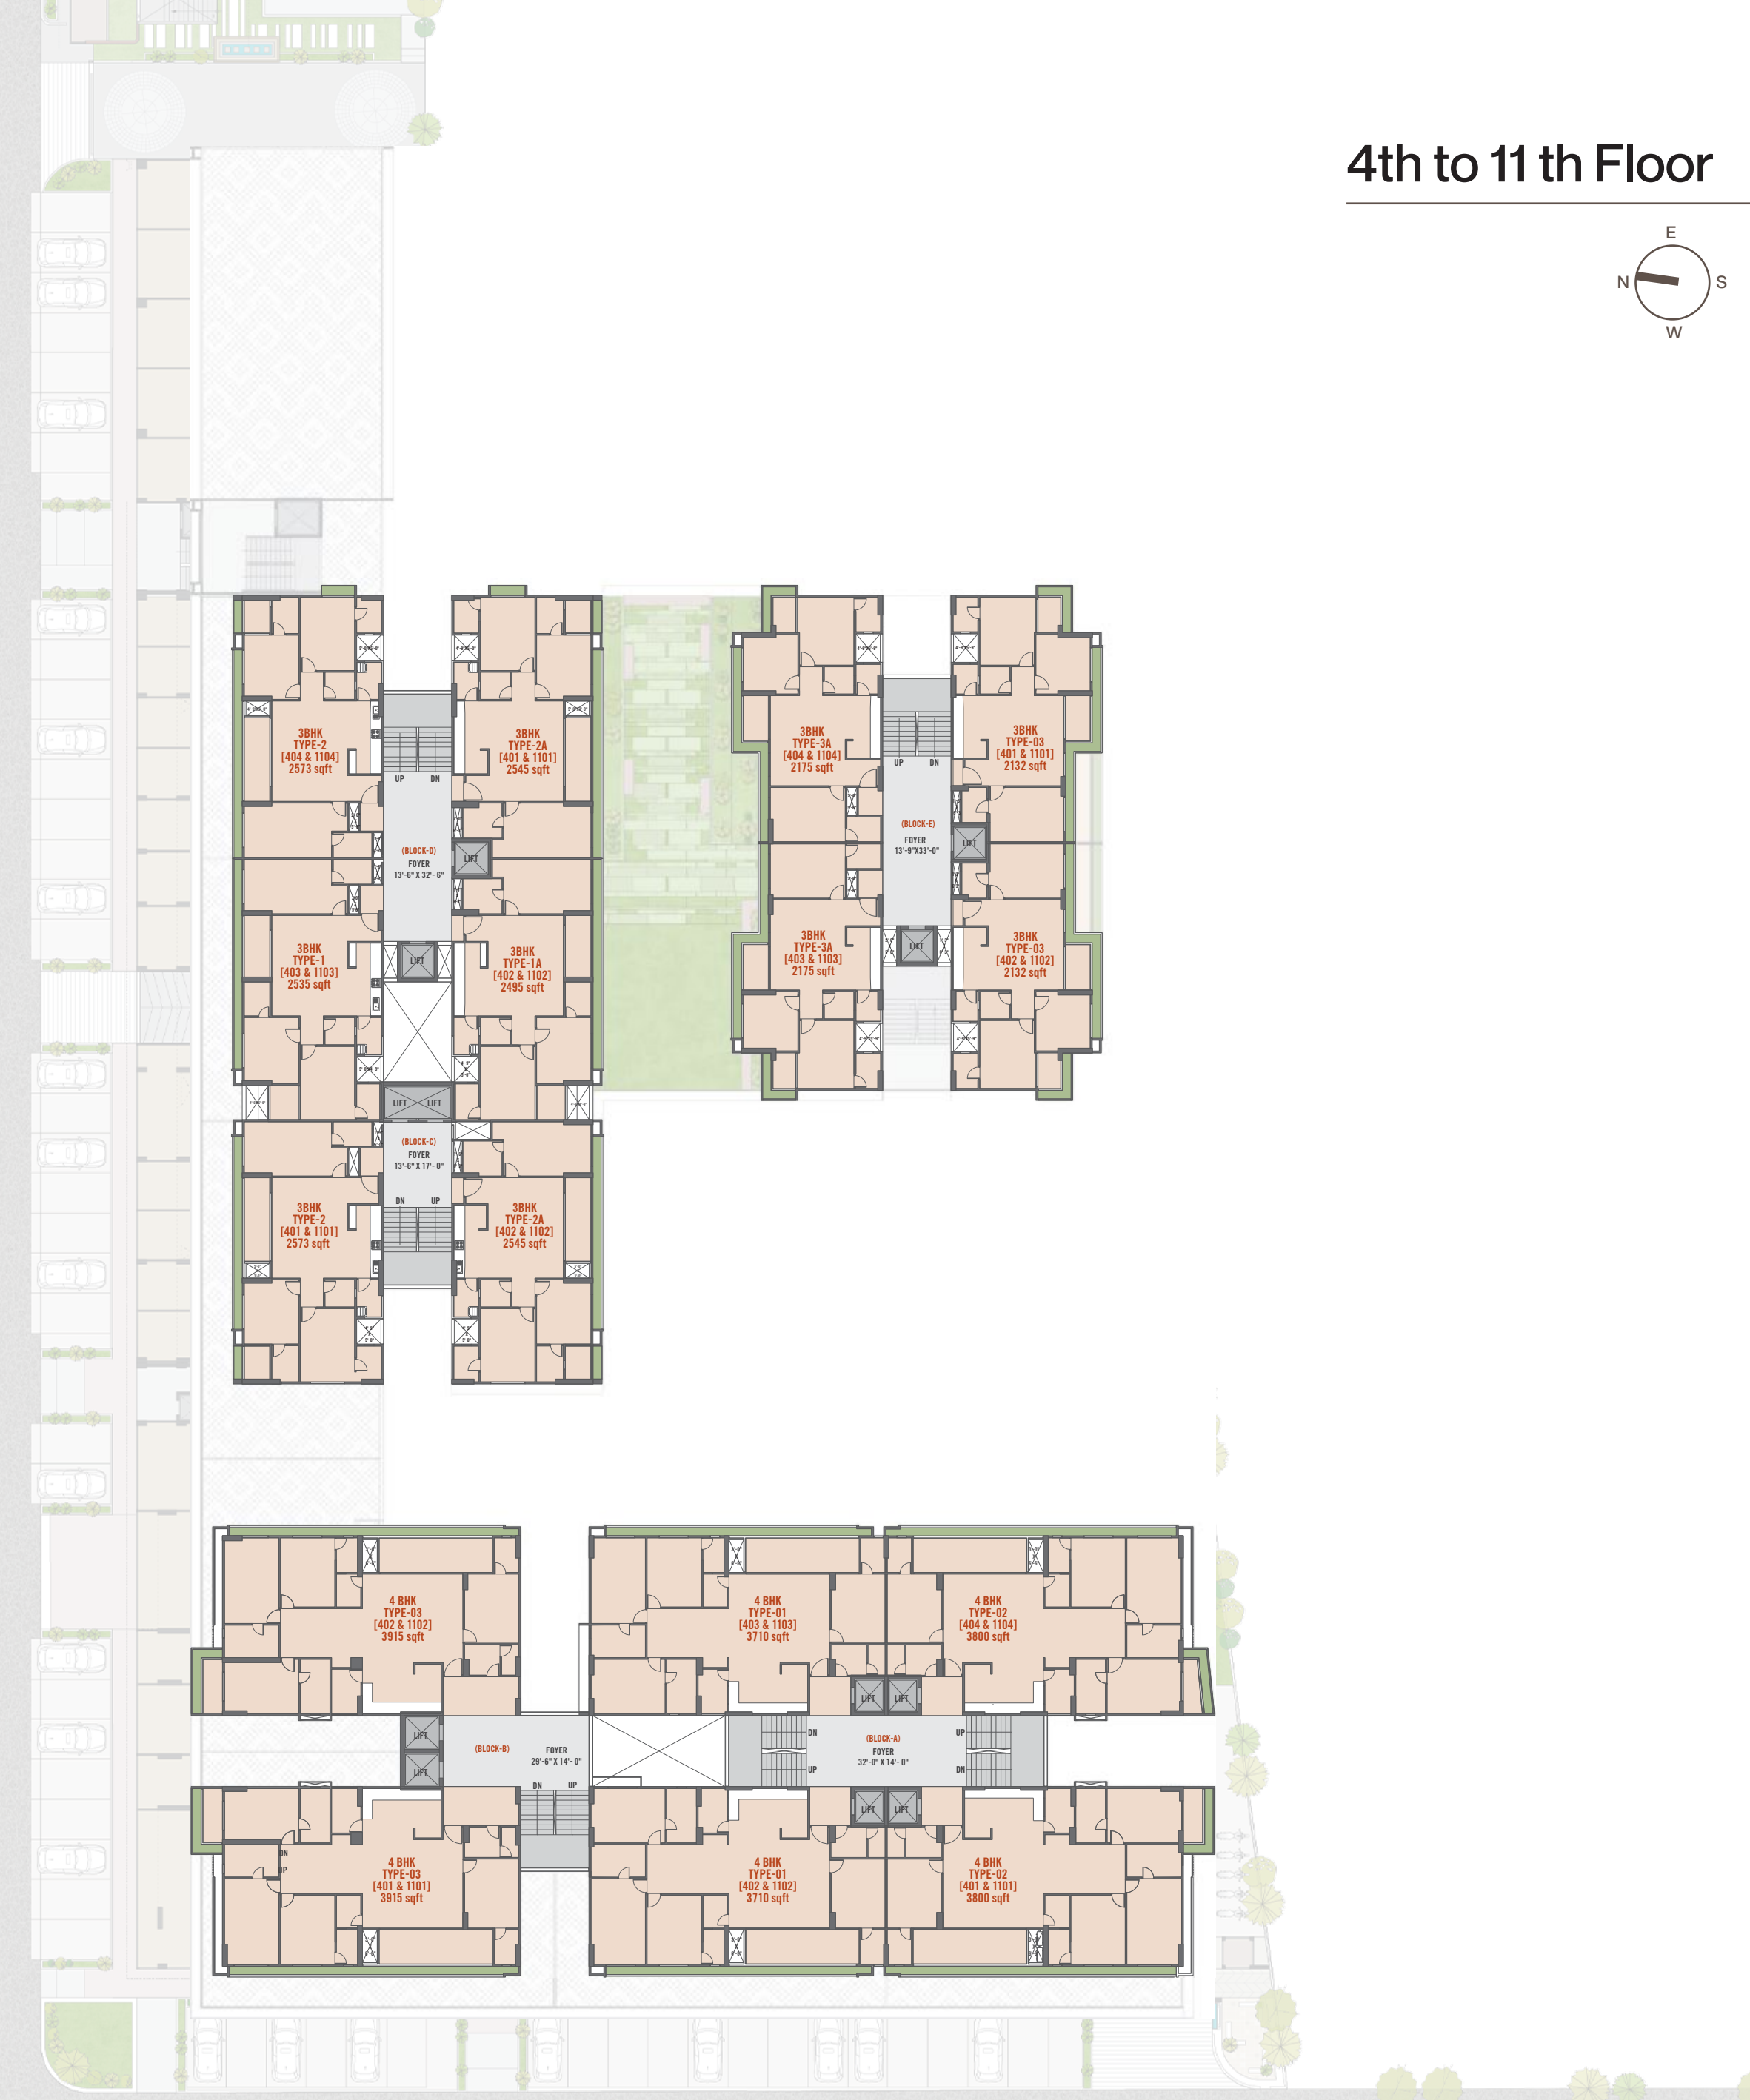 4th to 11 th Floor
E
N
S
W
3BHK
TYPE-2
[404 & 1104]
2573 sqft
3BHK
TYPE-2A
[401 & 1101]
2545 sqft
UP
DN
(BLOCK-D)
FOYER
13'-6" X 32'- 6"
LIFT
3BHK
TYPE-1
[403 & 1103]
2535 sqft
LIFT
3BHK
TYPE-1A
[402 & 1102]
2495 sqft
LIFT
LIFT
(BLOCK-C)
FOYER
13'-6" X 17'- 0"
DN
UP
3BHK
TYPE-2
[401 & 1101]
2573 sqft
3BHK
TYPE-2A
[402 & 1102]
2545 sqft
3BHK
TYPE-3A
[404 & 1104]
2175 sqft
3BHK
TYPE-03
[401 & 1101]
2132 sqft
UP
DN
(BLOCK-E)
FOYER
13'-9"X33'-0"
LIFT
3BHK
TYPE-3A
[403 & 1103]
2175 sqft
LIFT
3BHK
TYPE-03
[402 & 1102]
2132 sqft
4 BHK
TYPE-03
[402 & 1102]
3915 sqft
4 BHK
TYPE-01
[403 & 1103]
3710 sqft
4 BHK
TYPE-02
[404 & 1104]
3800 sqft
LIFT
LIFT
LIFT
LIFT
(BLOCK-B)
FOYER
29'-6" X 14'- 0"
DN
UP
DN
UP
(BLOCK-A)
FOYER
32'-0" X 14'- 0"
UP
DN
LIFT
LIFT
DN
UP
4 BHK
TYPE-03
[401 & 1101]
3915 sqft
4 BHK
TYPE-01
[402 & 1102]
3710 sqft
4 BHK
TYPE-02
[401 & 1101]
3800 sqft